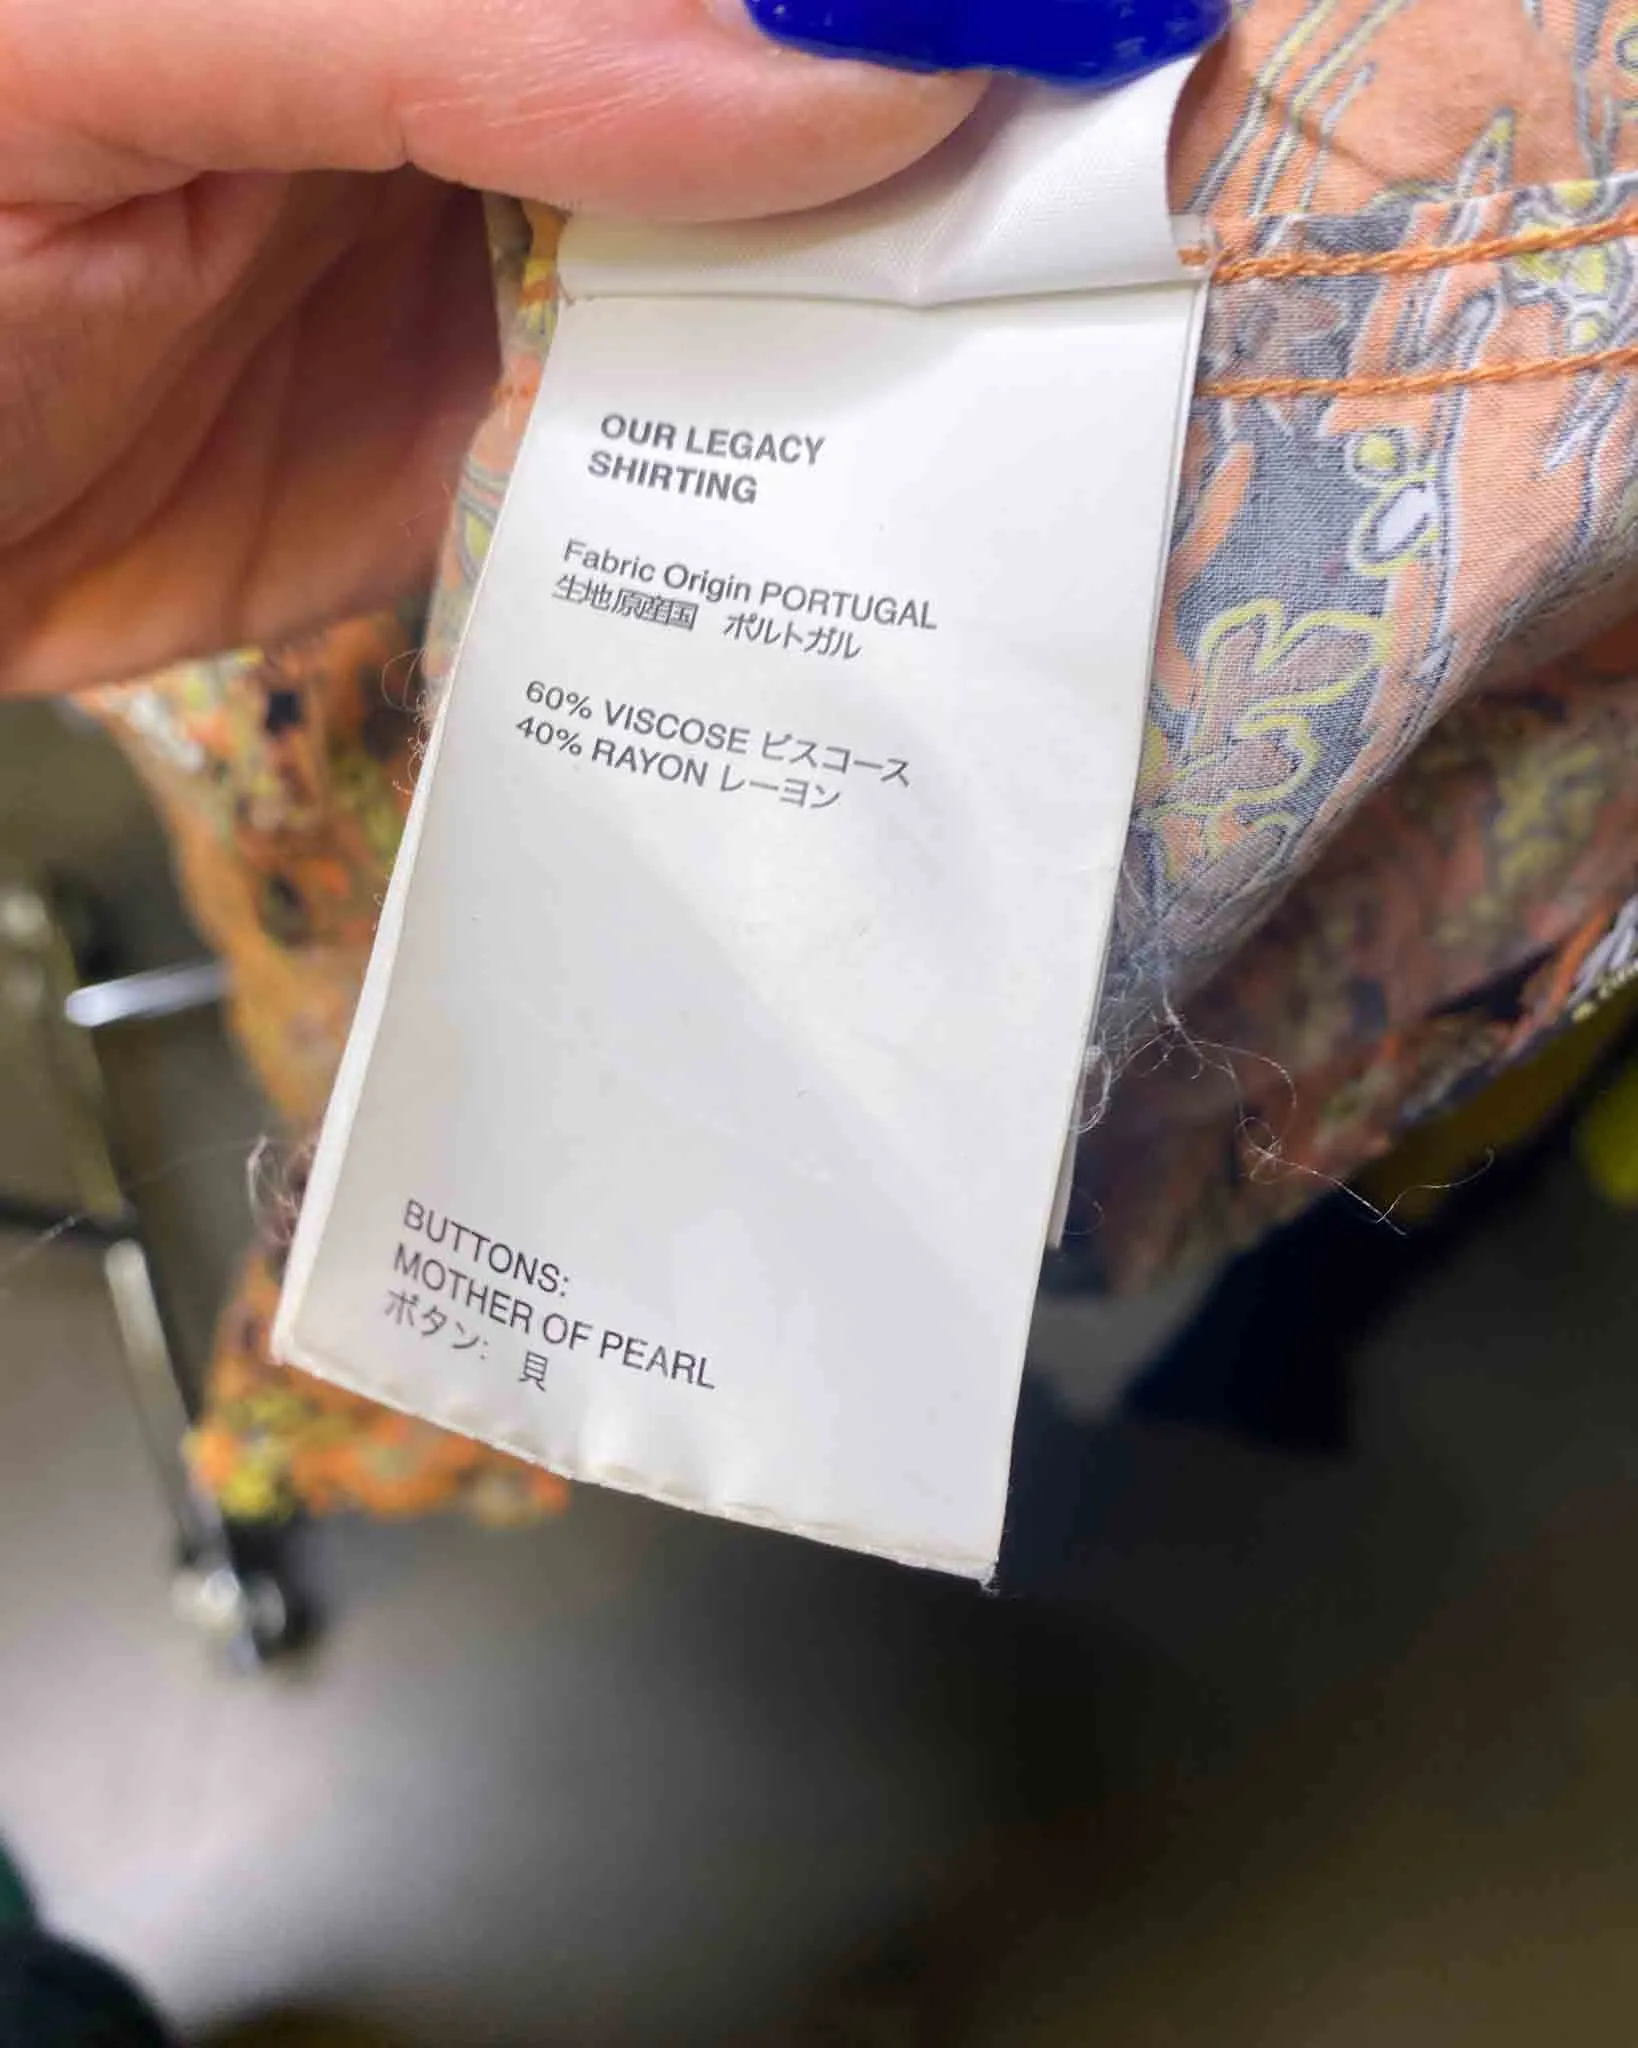 OUR LEGACY
SHIRTING
Fabric Origin PORTUGAL
生地原産国 ポルトガル
60% VISCOSE ビスコース
40% RAYON レーヨン
BUTTONS:
MOTHER OF PEARL
ボタン: 貝